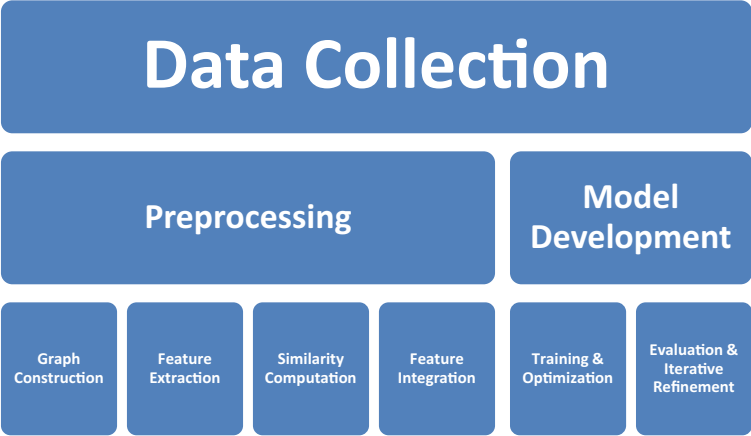 Data Collection
Preprocessing
Model
Development
Graph
Construction
Feature
Extraction
Similarity
Computation
Feature
Integration
Training &
Optimization
Evaluation &
Iterative
Refinement